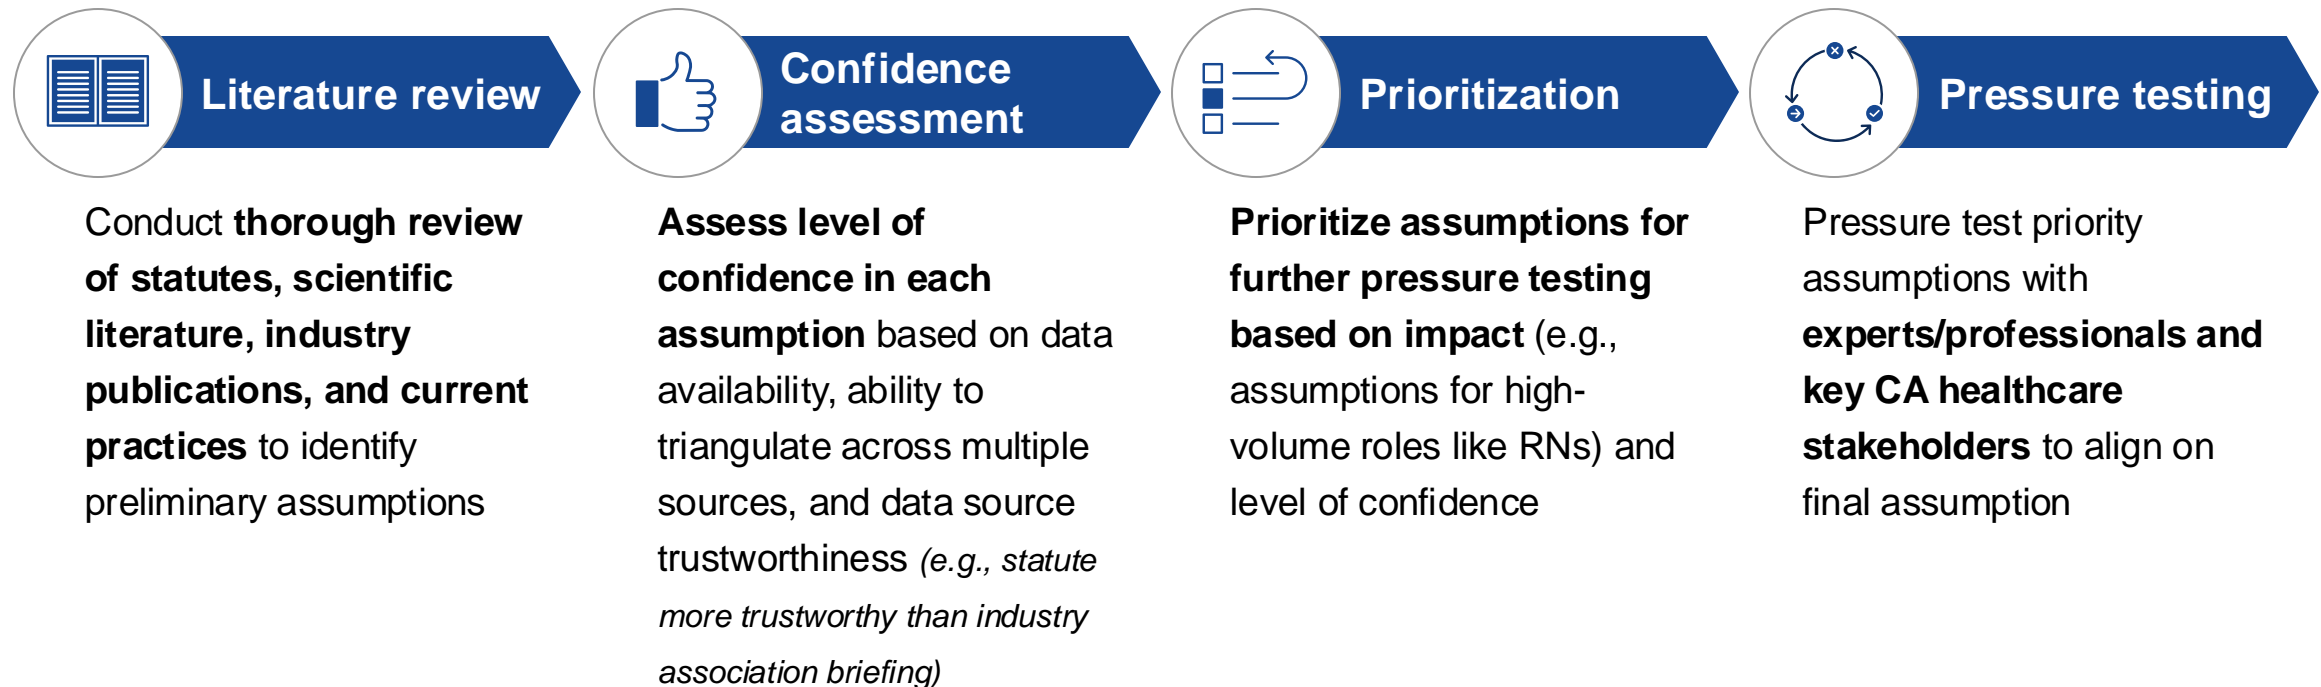 Literature review
Conduct thorough review
of statutes, scientific
literature, industry
publications, and current
practices to identify
preliminary assumptions
Confidence
assessment
Assess level of
confidence in each
assumption based on data
availability, ability to
triangulate across multiple
sources, and data source
trustworthiness (e.g., statute
more trustworthy than industry
association briefing)
Prioritization
Prioritize assumptions for
further pressure testing
based on impact (e.g.,
assumptions for high-
volume roles like RNs) and
level of confidence
Pressure testing
Pressure test priority
assumptions with
experts/professionals and
key CA healthcare
stakeholders to align on
final assumption